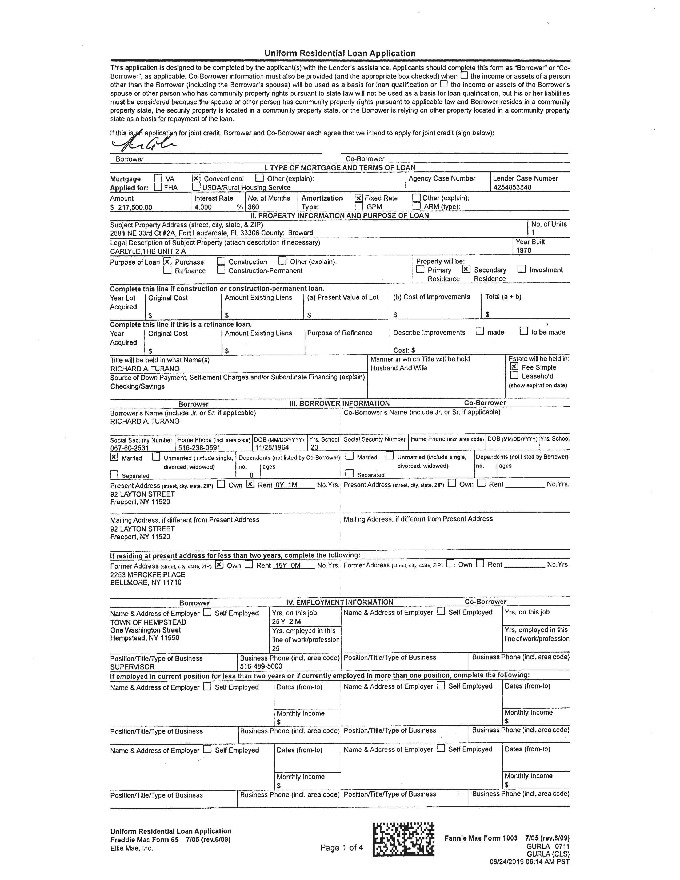 Uniform Residential Loan Application
This application is designed to be completed by the applicant(s) with the Lender's assistance. Applicants should complete this form as "Borrower" or "Co-
Borrower", as applicable. Co-Borrower information must also be provided (and the appropriate box checked) when the income or assets of a person
other than the Borrower (including the Borrower's spouse) will be used as a basis for loan qualification or the income or assets of the Borrower's
spouse or other person who has community property rights pursuant to state law will not be used as a basis for loan qualification, but his or her liabilities
must be considered because the spouse or other person has community property rights pursuant to applicable law and Borrower resides in a community
property state, the security property is located in a community property state, or the Borrower is relying on other property located in a community property
state as a basis for repayment of the loan.
If this is an application for joint credit, Borrower and Co-Borrower each agree that we intend to apply for joint credit (sign below):
Borrower Co-Borrower
I. TYPE OF MORTGAGE AND TERMS OF LOAN
Mortgage VA X Conventional Other (explain): Agency Case Number Lender Case Number
Applied for: FHA USDA/Rural Housing Service
Amount Interest Rate No. of Months Amortization X Fixed Rate Other (explain):
$ 217,500.00 4.000 % 360 Type: GPM ARM (type):
II. PROPERTY INFORMATION AND PURPOSE OF LOAN
Subject Property Address (street, city, state, & ZIP) No. of Units
NE 33rd Ct #2A, Fort Lauderdale, FL 33308 County: Broward 1
Legal Description of Subject Property (attach description if necessary) Year Built
CARLYLE, THE UNIT 2 A 1970
Purpose of Loan X Purchase Construction Other (explain): Property will be:
Refinance Construction-Permanent Primary Residence X Secondary Residence Investment
Complete this line if construction or construction-permanent loan.
Year Lot Acquired Original Cost Amount Existing Liens (a) Present Value of Lot (b) Cost of Improvements Total (a + b)
$ $ $ $ $
Complete this line if this is a refinance loan.
Year Acquired Original Cost Amount Existing Liens Purpose of Refinance Describe Improvements made to be made
$ $ Cost: $
Title will be held in what Name(s) Manner in which Title will be held Estate will be held in:
RICHARD A. TURANO Husband And Wife X Fee Simple
Source of Down Payment, Settlement Charges and/or Subordinate Financing (explain) Leasehold
Checking/Savings (show expiration date)
Borrower III. BORROWER INFORMATION Co-Borrower
Borrower's Name (include Jr. or Sr. if applicable) Co-Borrower's Name (include Jr. or Sr. if applicable)
RICHARD A. TURANO
Social Security Number Home Phone (incl area code) DOB (MM/DD/YYYY) Yrs. School Social Security Number Home Phone (incl area code) DOB (MM/DD/YYYY) Yrs. School
11/25/1964
X Married Unmarried (include single, divorced, widowed) Dependents (not listed by Co-Borrower) Married Unmarried (include single, divorced, widowed) Dependents (not listed by Borrower)
Separated no. 0 ages Separated no. ages
Present Address (street, city, state, ZIP) Own X Rent 0Y 1M No.Yrs. Present Address (street, city, state, ZIP) Own Rent No.Yrs.
92 LAYTON STREET
Freeport, NY 11520
Mailing Address, if different from Present Address Mailing Address, if different from Present Address
92 LAYTON STREET
Freeport, NY 11520
If residing at present address for less than two years, complete the following:
Former Address (street, city, state, ZIP) X Own Rent 15Y 0M No.Yrs. Former Address (street, city, state, ZIP) Own Rent No.Yrs.
MEROKEE PLACE
BELLMORE, NY 11710
Borrower IV. EMPLOYMENT INFORMATION Co-Borrower
Name & Address of Employer Self Employed Yrs. on this job Name & Address of Employer Self Employed Yrs. on this job
TOWN OF HEMPSTEAD 25 Y 2 M
One Washington Street Yrs. employed in this line of work/profession Yrs. employed in this line of work/profession
Hempstead, NY 11550 25
Position/Title/Type of Business Business Phone (incl. area code) Position/Title/Type of Business Business Phone (incl. area code)
SUPERVISOR 516-489-5000
If employed in current position for less than two years or if currently employed in more than one position, complete the following:
Name & Address of Employer Self Employed Dates (from-to) Name & Address of Employer Self Employed Dates (from-to)
Monthly Income Monthly Income
$ $
Position/Title/Type of Business Business Phone (incl. area code) Position/Title/Type of Business Business Phone (incl. area code)
Name & Address of Employer Self Employed Dates (from-to) Name & Address of Employer Self Employed Dates (from-to)
Monthly Income Monthly Income
$ $
Position/Title/Type of Business Business Phone (incl. area code) Position/Title/Type of Business Business Phone (incl. area code)
Uniform Residential Loan Application
Freddie Mac Form 65 7/05 (rev.6/09) Fannie Mae Form 1003 7/05 (rev.6/09)
Ellie Mae, Inc. Page 1 of 4 GURLA 0711
GURLA (CLS)
09/24/2019 06:14 AM PST